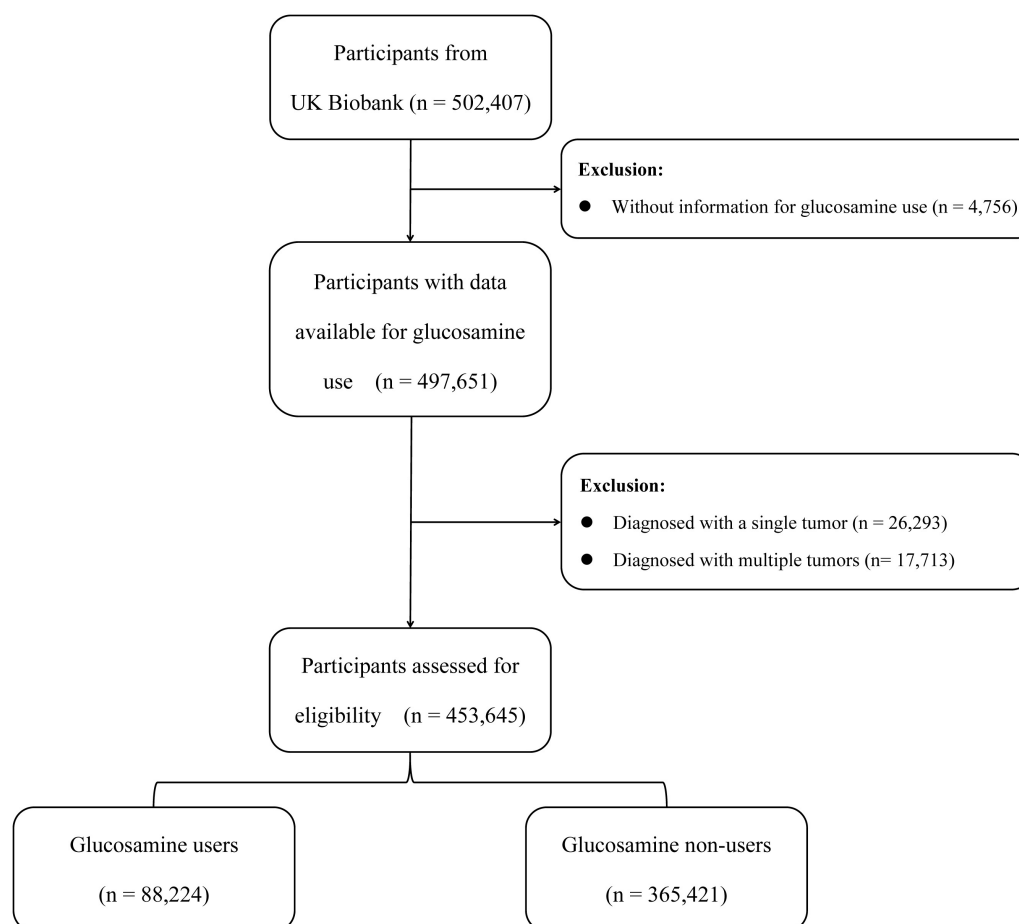 Participants from
UK Biobank (n = 502,407)
Exclusion:
● Without information for glucosamine use (n = 4,756)
Participants with data
available for glucosamine
use (n = 497,651)
Exclusion:
● Diagnosed with a single tumor (n = 26,293)
● Diagnosed with multiple tumors (n= 17,713)
Participants assessed for
eligibility (n = 453,645)
Glucosamine users
(n = 88,224)
Glucosamine non-users
(n = 365,421)